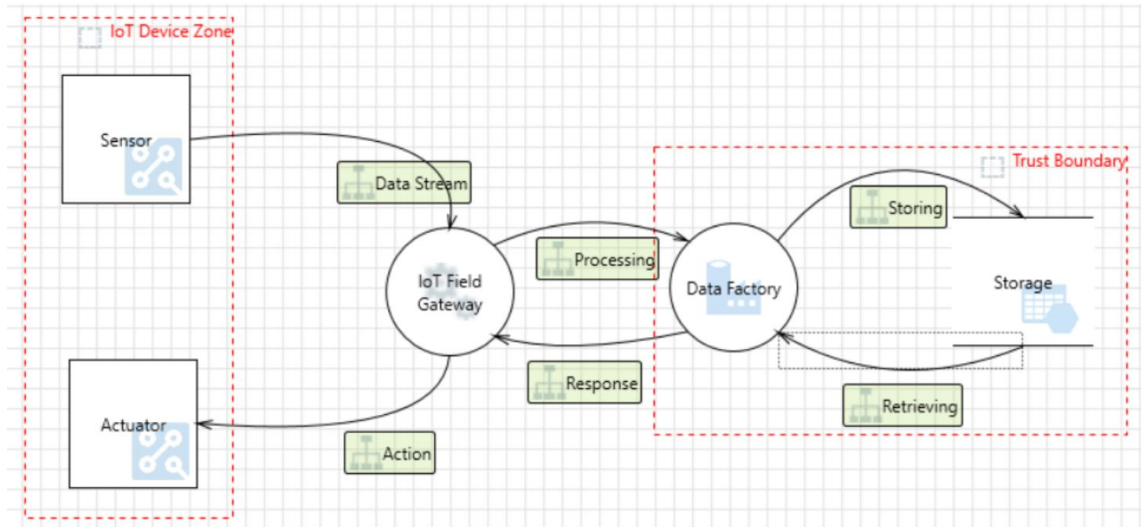 IoT Device Zone
Sensor
Data Stream
Trust Boundary
Storing
Processing
IoT Field
Gateway
Data Factory
Storage
Response
Retrieving
Actuator
Action